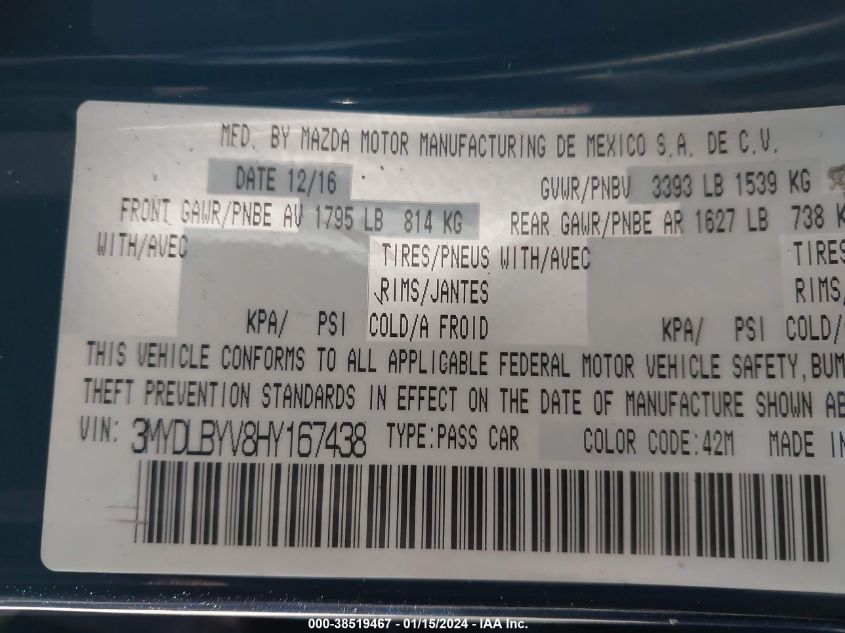 MFD. BY MAZDA MOTOR MANUFACTURING DE MEXICO S.A. DE C.V.
DATE 12/16 GVWR/PNBV 3393 LB 1539 KG
FRONT GAWR/PNBE AV 1795 LB 814 KG REAR GAWR/PNBE AR 1627 LB 738 K
WITH/AVEC TIRES/PNEUS WITH/AVEC TIRES
RIMS/JANTES RIMS/
KPA/ PSI COLD/A FROID KPA/ PSI COLD/
THIS VEHICLE CONFORMS TO ALL APPLICABLE FEDERAL MOTOR VEHICLE SAFETY, BUM
THEFT PREVENTION STANDARDS IN EFFECT ON THE DATE OF MANUFACTURE SHOWN AB
VIN: 3MYDLBYV8HY167438 TYPE:PASS CAR COLOR CODE:42M MADE IN
000-38519467 - 01/15/2024 - IAA Inc.